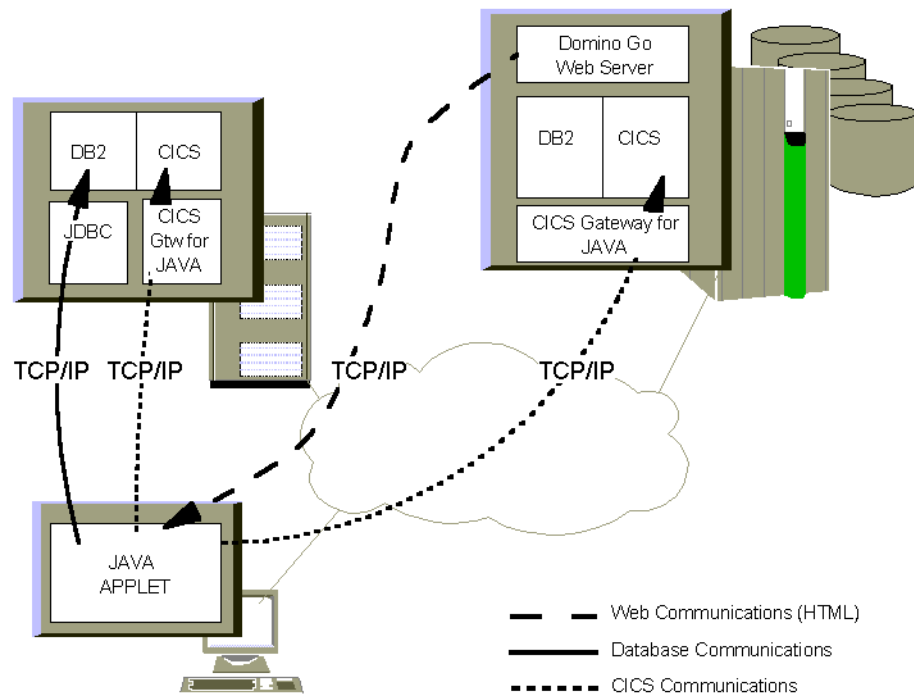 Domino Go
Web Server
DB2
CICS
CICS Gateway for
JAVA
DB2
CICS
JDBC
CICS
Gtw for
JAVA
TCP/IP
TCP/IP
TCP/IP
TCP/IP
JAVA
APPLET
Web Communications (HTML)
Database Communications
CICS Communications